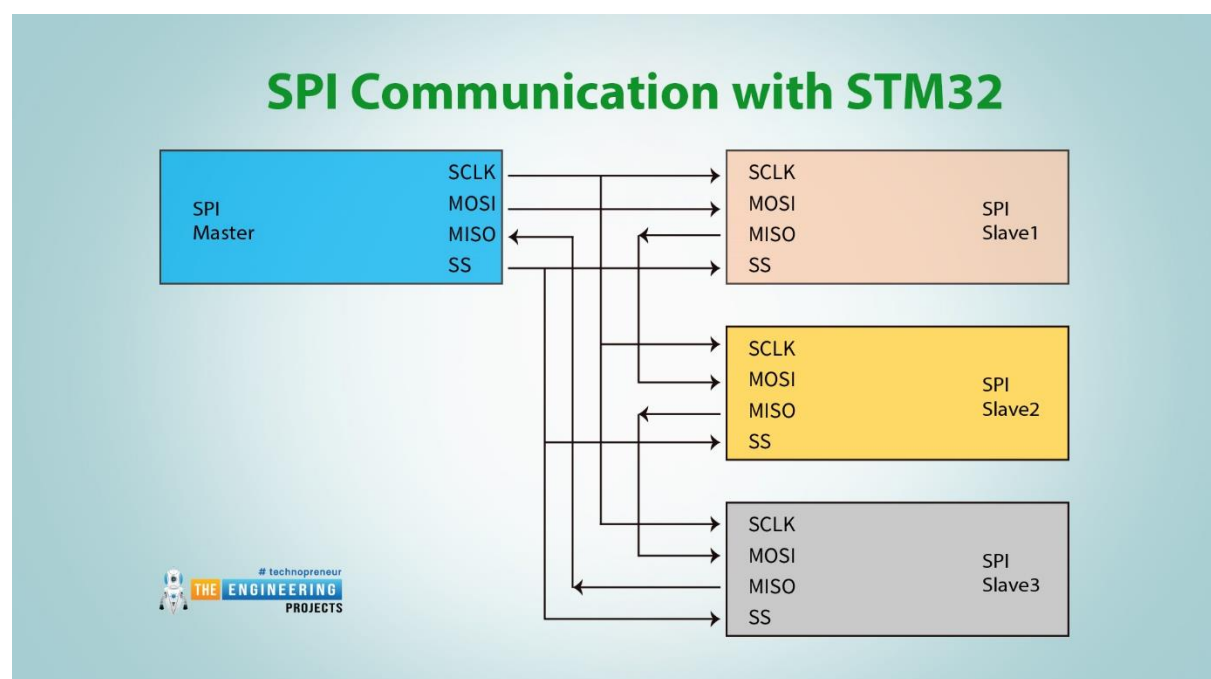 SPI Communication with STM32
SCLK
MOSI
MISO
SS
SPI
Master
SCLK
MOSI
MISO
SS
SPI
Slave1
SCLK
MOSI
MISO
SS
SPI
Slave2
SCLK
MOSI
MISO
SS
SPI
Slave3
# technopreneur
THE ENGINEERING
PROJECTS